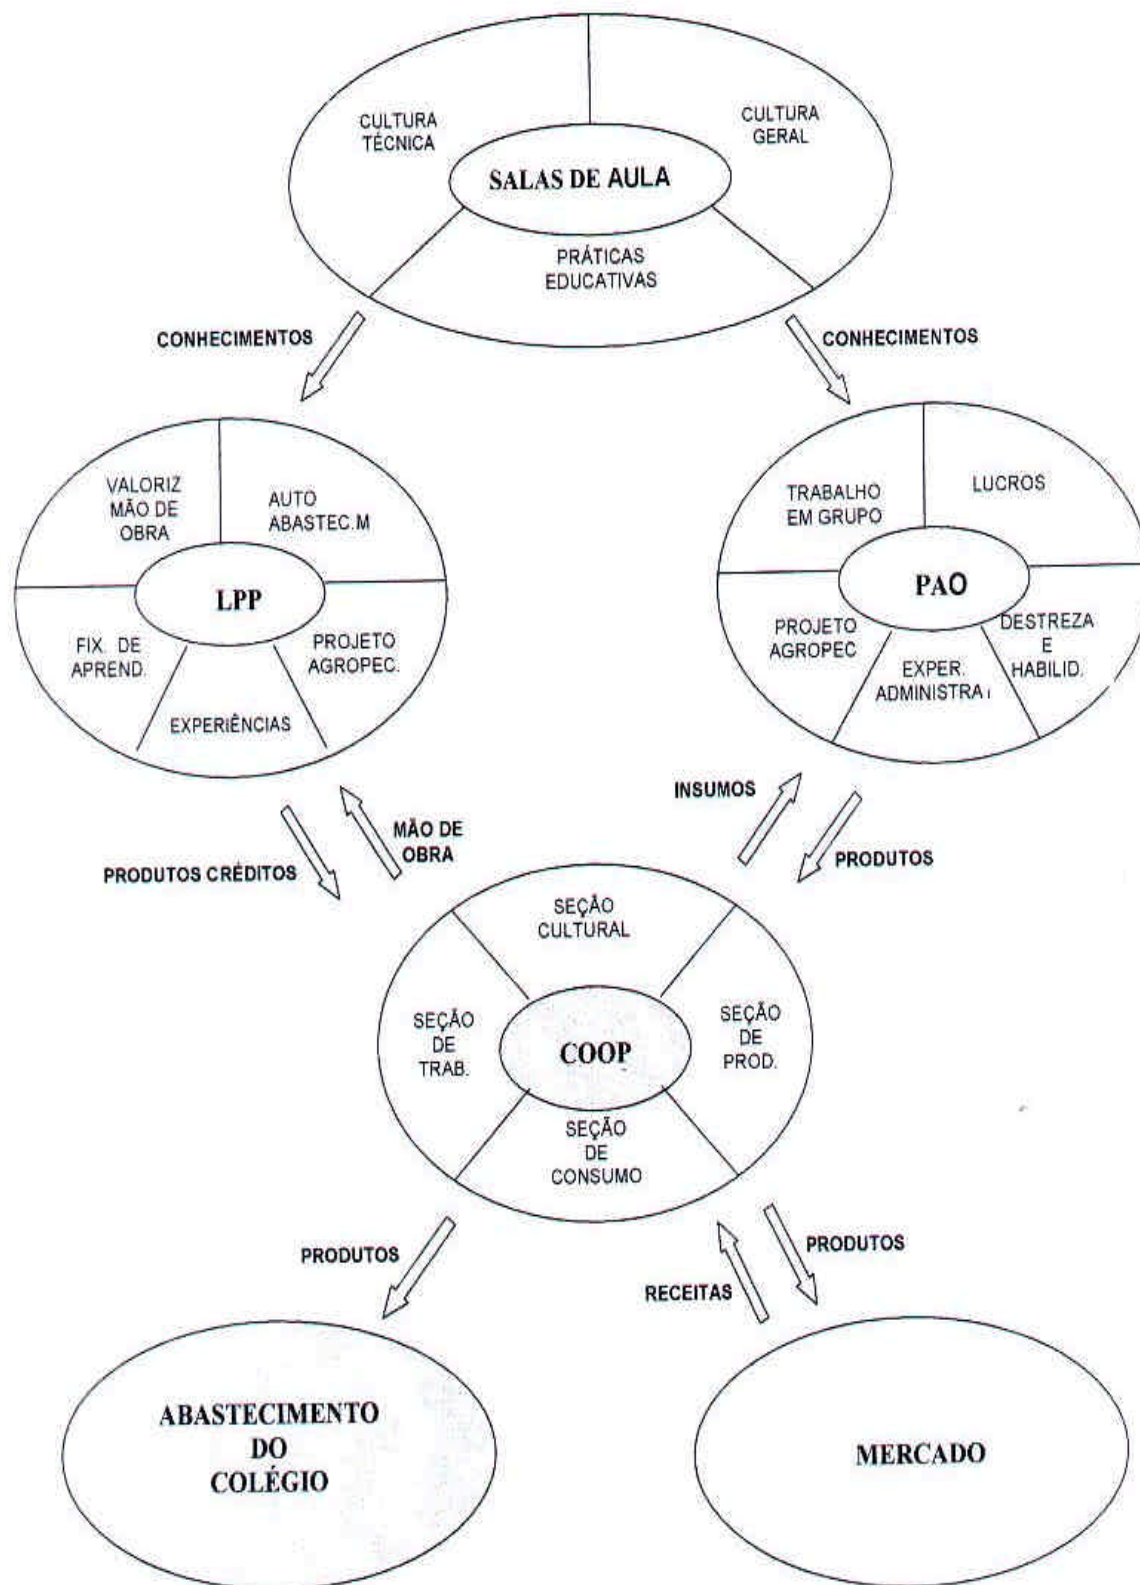 CULTURA
TÉCNICA
CULTURA
GERAL
SALAS DE AULA
PRÁTICAS
EDUCATIVAS
CONHECIMENTOS
CONHECIMENTOS
VALORIZ
MÃO DE
OBRA
AUTO
ABASTEC.M
LPP
FIX. DE
APREND.
PROJETO
AGROPEC.
EXPERIÊNCIAS
TRABALHO
EM GRUPO
LUCROS
PAO
PROJETO
AGROPEC
EXPER.
ADMINISTRA
DESTREZA
E
HABILID.
PRODUTOS CRÉDITOS
MÃO DE
OBRA
INSUMOS
PRODUTOS
SEÇÃO
CULTURAL
SEÇÃO
DE
TRAB.
COOP
SEÇÃO
DE
PROD.
SEÇÃO
DE
CONSUMO
PRODUTOS
RECEITAS
PRODUTOS
ABASTECIMENTO
DO
COLÉGIO
MERCADO